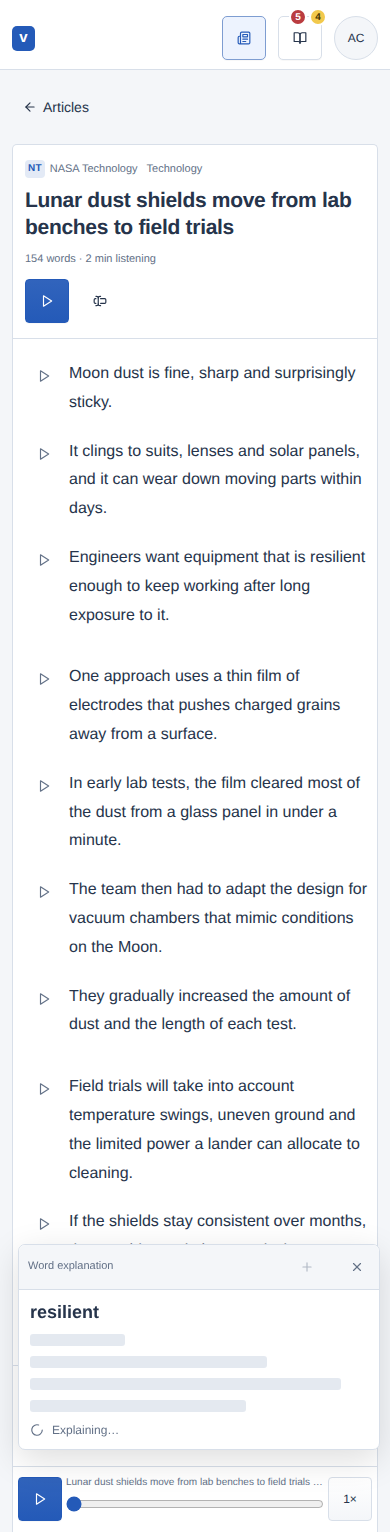 V
5
4
AC
Articles
NT NASA Technology Technology
Lunar dust shields move from lab
benches to field trials
154 words · 2 min listening
Moon dust is fine, sharp and surprisingly
sticky.
It clings to suits, lenses and solar panels,
and it can wear down moving parts within
days.
Engineers want equipment that is resilient
enough to keep working after long
exposure to it.
One approach uses a thin film of
electrodes that pushes charged grains
away from a surface.
In early lab tests, the film cleared most of
the dust from a glass panel in under a
minute.
The team then had to adapt the design for
vacuum chambers that mimic conditions
on the Moon.
They gradually increased the amount of
dust and the length of each test.
Field trials will take into account
temperature swings, uneven ground and
the limited power a lander can allocate to
cleaning.
If the shields stay consistent over months,
Word explanation
resilient
Explaining…
Lunar dust shields move from lab benches to field trials …
1×